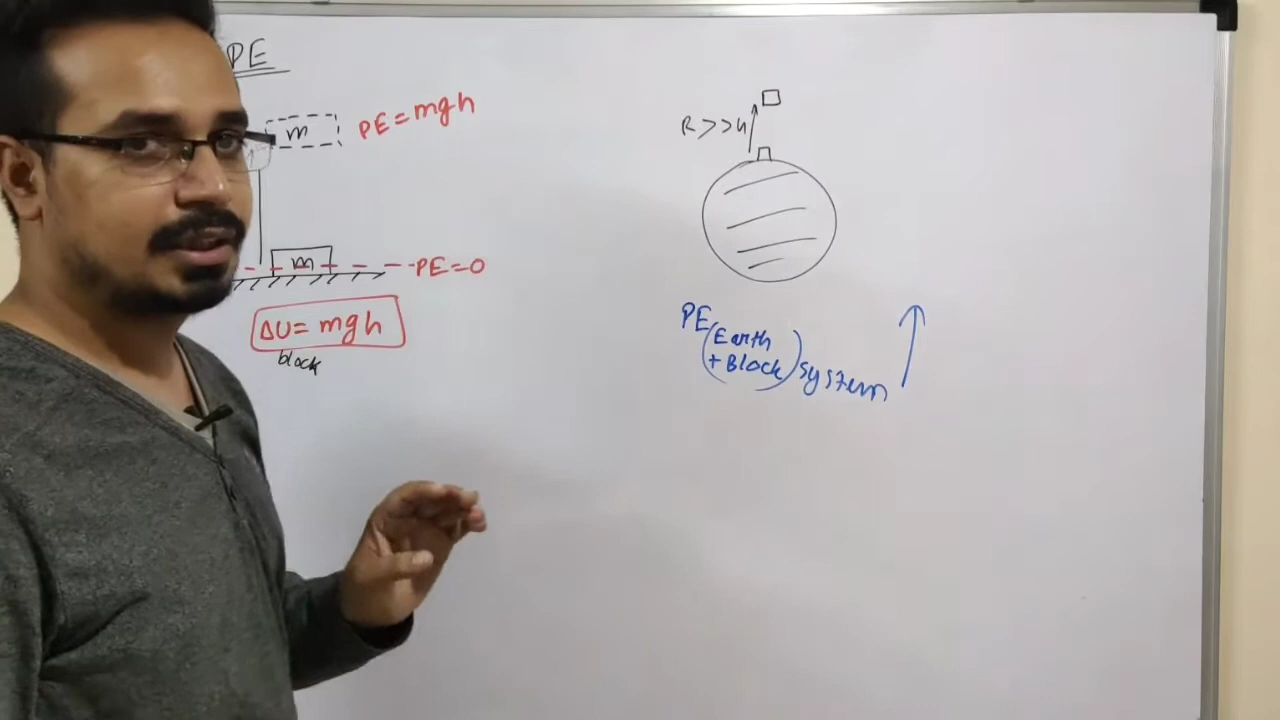 PE
m
PE=mgh
m
PE=0
ΔU=mgh
block
R>>h
PE(Earth
+Block) system